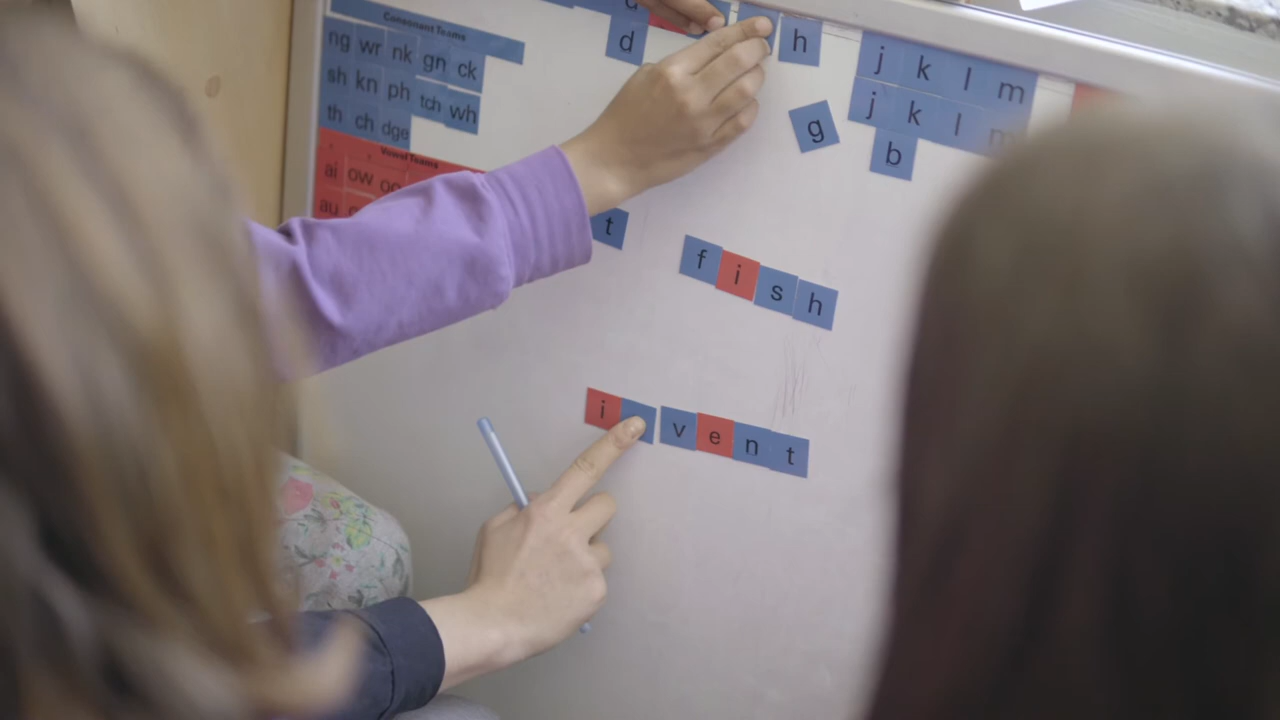 Consonant Teams
ng wr nk gn ck
sh kn ph tch wh
th ch dge
Vowel Teams
ai ow oo
au
d
d
h
g
j k l m
j k l m
b
t
f i s h
i v e n t